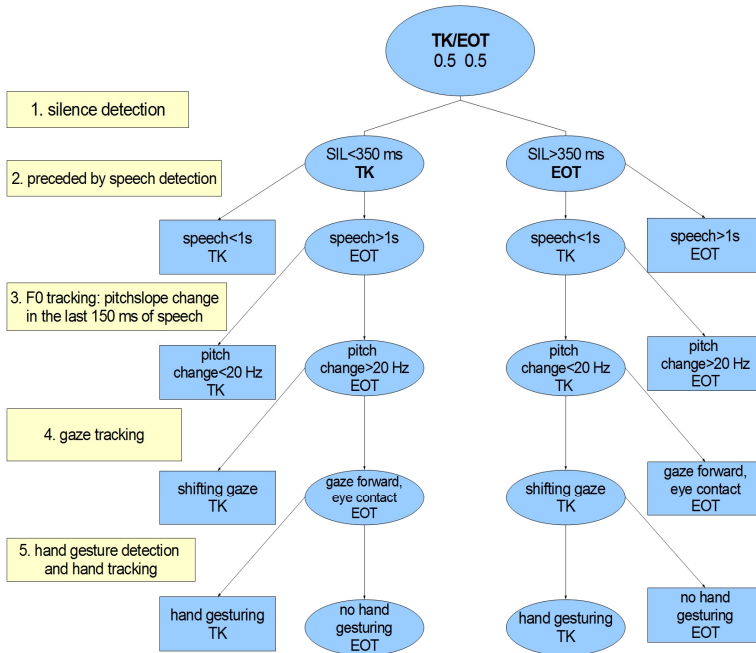 TK/EOT
0.5 0.5
1. silence detection
SIL<350 ms
TK
SIL>350 ms
EOT
2. preceded by speech detection
speech<1s
TK
speech>1s
EOT
speech<1s
TK
speech>1s
EOT
3. F0 tracking: pitchslope change
in the last 150 ms of speech
pitch
change<20 Hz
TK
pitch
change>20 Hz
EOT
pitch
change<20 Hz
TK
pitch
change>20 Hz
EOT
4. gaze tracking
shifting gaze
TK
gaze forward,
eye contact
EOT
shifting gaze
TK
gaze forward,
eye contact
EOT
5. hand gesture detection
and hand tracking
hand gesturing
TK
no hand
gesturing
EOT
hand gesturing
TK
no hand
gesturing
EOT